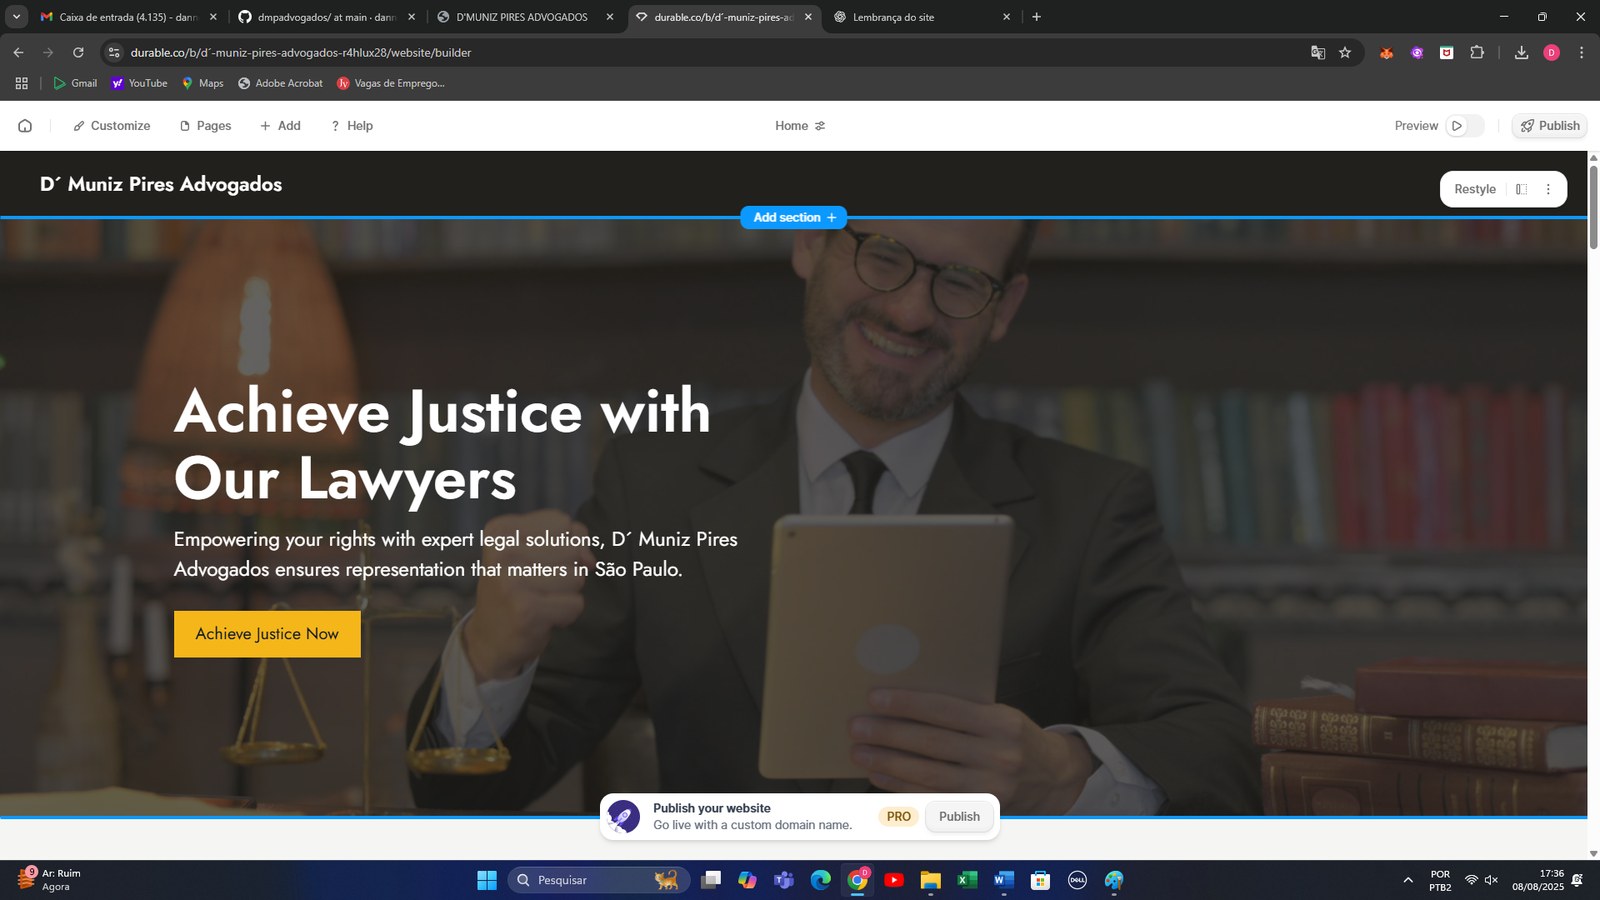 Caixa de entrada (4.135) - dann
dmpadvogados/ at main · dann
D'MUNIZ PIRES ADVOGADOS
durable.co/b/d´-muniz-pires-ad
Lembrança do site
durable.co/b/d´-muniz-pires-advogados-r4hlux28/website/builder
D
Gmail
YouTube
Maps
Adobe Acrobat
Vagas de Emprego...
Customize
Pages
Add
Help
Home
Preview
Publish
D´ Muniz Pires Advogados
Restyle
Add section +
Achieve Justice with
Our Lawyers
Empowering your rights with expert legal solutions, D´ Muniz Pires
Advogados ensures representation that matters in São Paulo.
Achieve Justice Now
Publish your website
Go live with a custom domain name.
PRO
Publish
9
Ar: Ruim
Agora
Pesquisar
D
DELL
POR
PTB2
17:36
08/08/2025